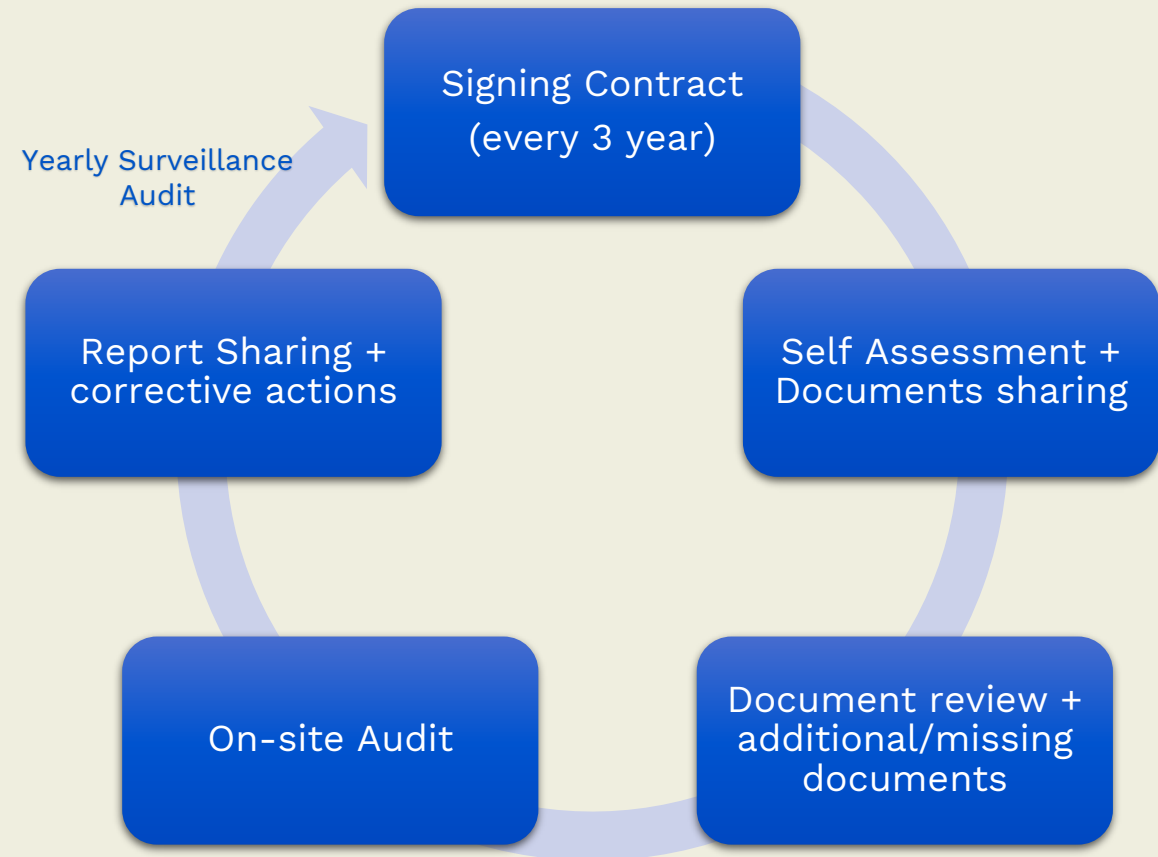 Signing Contract
(every 3 year)
Yearly Surveillance
Audit
Self Assessment +
Documents sharing
Document review +
additional/missing
documents
On-site Audit
Report Sharing +
corrective actions